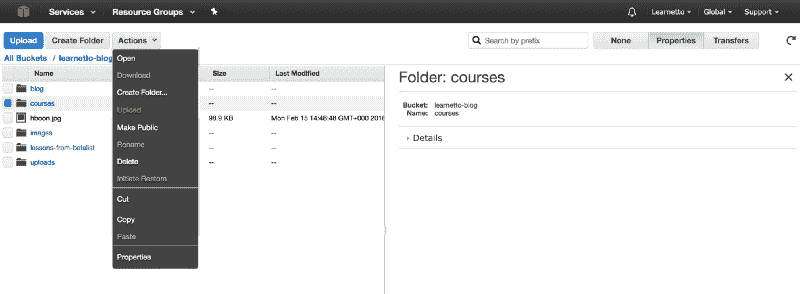 Services Resource Groups Learnetto Global Support
Upload Create Folder Actions Search by prefix None Properties Transfers
All Buckets / learnetto-blog
Name Size Last Modified
Open
Download
Create Folder...
Upload
Make Public
Rename
Delete
Initiate Restore
Cut
Copy
Paste
Properties
blog -- --
courses -- --
hboon.jpg 98.9 KB Mon Feb 15 14:46:48 GMT+000 2016
images -- --
lessons-from-betalist -- --
uploads -- --
Folder: courses
Bucket: learnetto-blog
Name: courses
Details